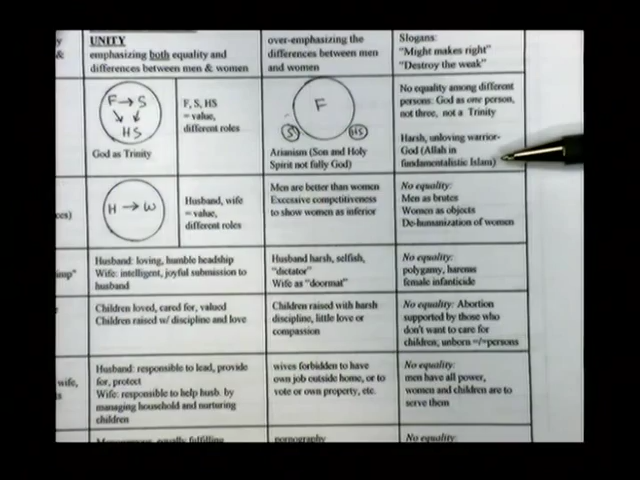 UNITY
emphasizing both equality and
differences between men & women
over-emphasizing the
differences between men
and women
Slogans:
"Might makes right"
"Destroy the weak"
y
&
F → S
HS
God as Trinity
F, S, HS
= value,
different roles
F
S
HS
Arianism (Son and Holy
Spirit not fully God)
No equality among different
persons: God as one person,
not three, not a Trinity
Harsh, unloving warrior-
God (Allah in
fundamentalistic Islam)
ces)
H → W
Husband, wife
= value,
different roles
Men are better than women
Excessive competitiveness
to show women as inferior
No equality:
Men as brutes
Women as objects
De-humanization of women
imp"
Husband: loving, humble headship
Wife: intelligent, joyful submission to
husband
Husband harsh, selfish,
"dictator"
Wife as "doormat"
No equality:
polygamy, harems
female infanticide
Children loved, cared for, valued
Children raised w/ discipline and love
Children raised with harsh
discipline, little love or
compassion
No equality: Abortion
supported by those who
don't want to care for
children, unborn =/=persons
wife,
Husband: responsible to lead, provide
for, protect
Wife: responsible to help husb. by
managing household and nurturing
children
wives forbidden to have
own job outside home, or to
vote or own property, etc.
No equality:
men have all power,
women and children are to
serve them
equally fulfilling
pornography
No equality: